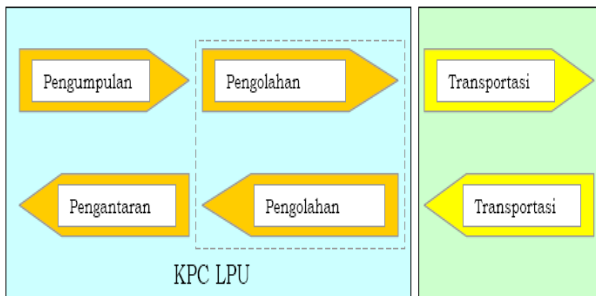 Pengumpulan
Pengolahan
Transportasi
Pengantaran
Pengolahan
Transportasi
KPC LPU